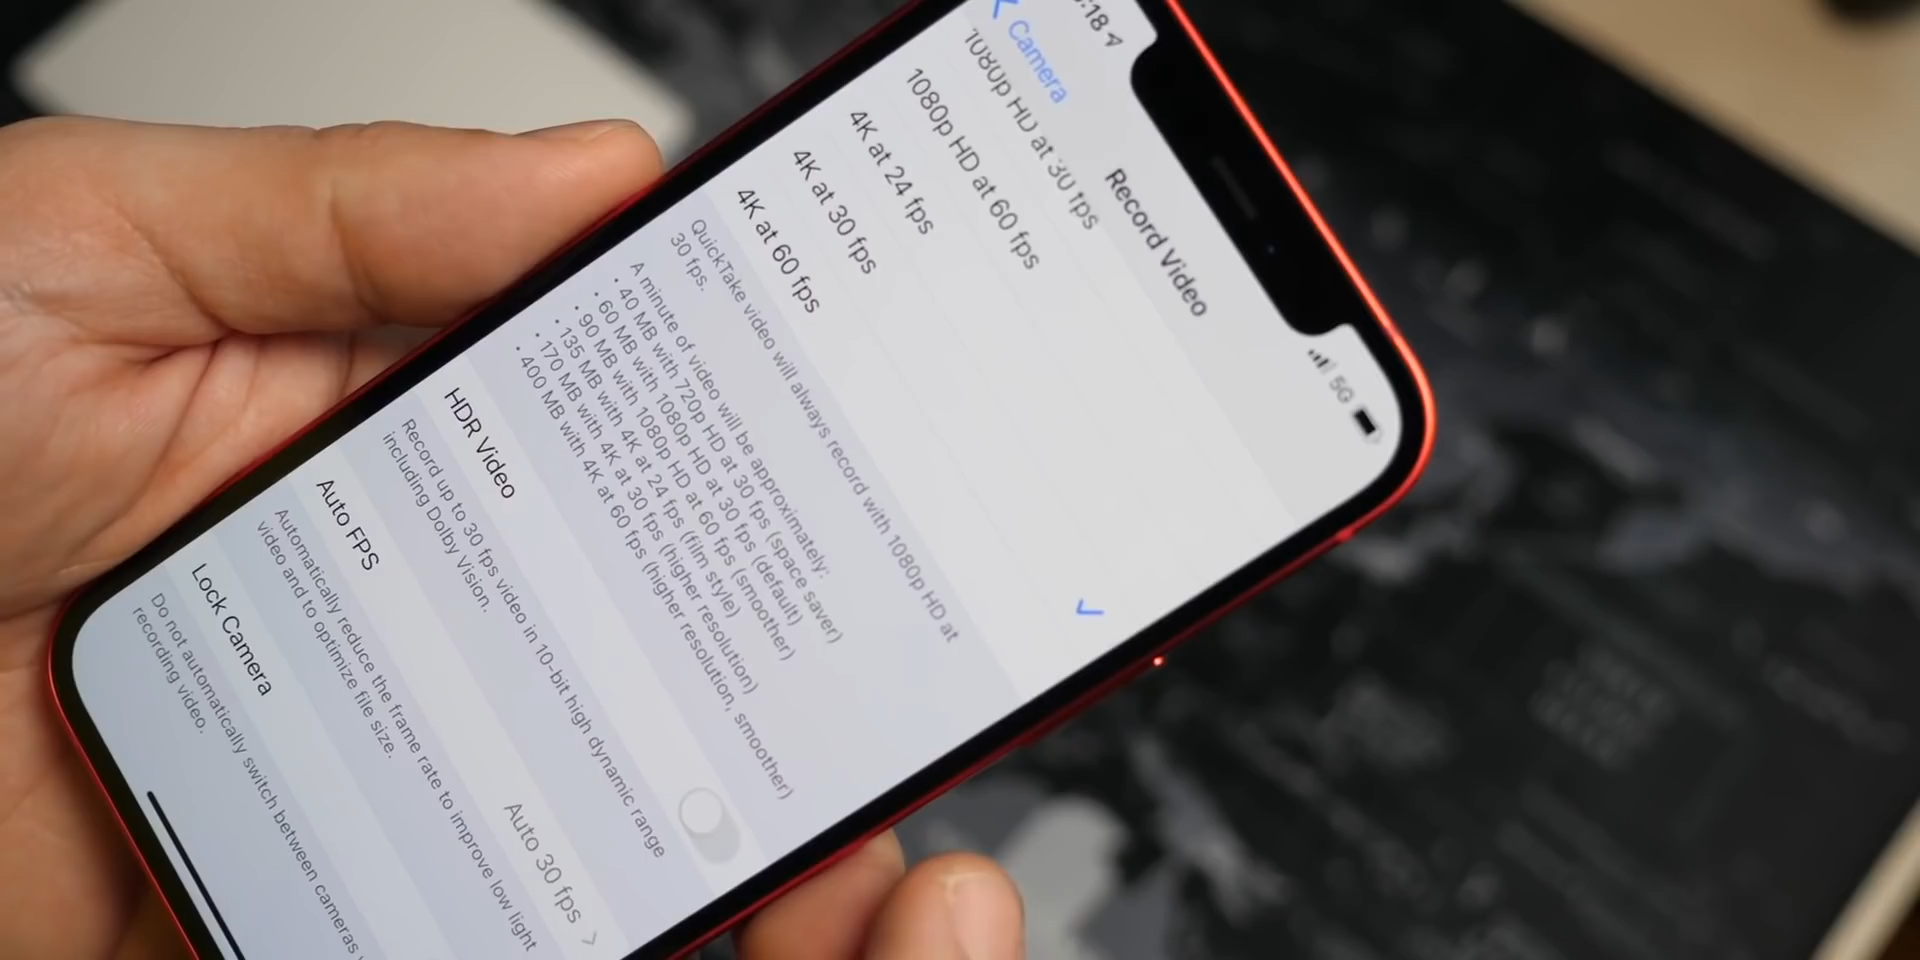 :18
5G
Camera
Record Video
1080p HD at 30 fps
1080p HD at 60 fps
4K at 24 fps
4K at 30 fps
4K at 60 fps
QuickTake video will always record with 1080p HD at
30 fps.
A minute of video will be approximately:
• 40 MB with 720p HD at 30 fps (space saver)
• 60 MB with 1080p HD at 30 fps (default)
• 90 MB with 1080p HD at 60 fps (smoother)
• 135 MB with 4K at 24 fps (film style)
• 170 MB with 4K at 30 fps (higher resolution)
• 400 MB with 4K at 60 fps (higher resolution, smoother)
HDR Video
Record up to 30 fps video in 10-bit high dynamic range
including Dolby Vision.
Auto FPS
Auto 30 fps
Automatically reduce the frame rate to improve low light
video and to optimize file size.
Lock Camera
Do not automatically switch between cameras
recording video.